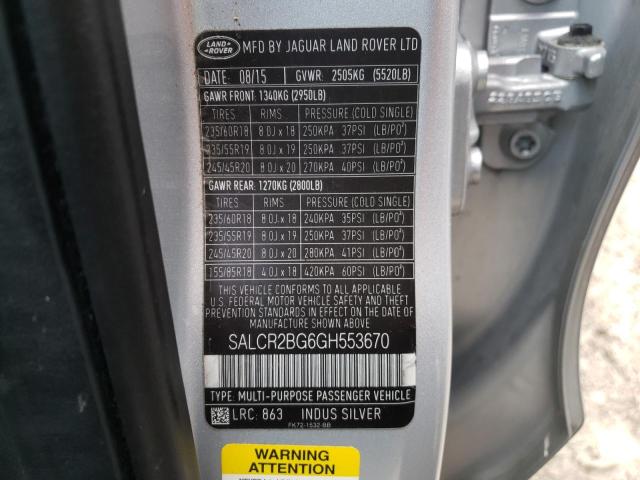 LAND-ROVER MFD BY JAGUAR LAND ROVER LTD
DATE: 08/15 GVWR: 2505KG (5520LB)
GAWR FRONT: 1340KG (2950LB)
TIRES RIMS PRESSURE (COLD SINGLE)
235/60R18 8.0J x 18 250KPA 37PSI (LB/PO²)
235/55R19 8.0J x 19 250KPA 37PSI (LB/PO²)
245/45R20 8.0J x 20 270KPA 40PSI (LB/PO²)
GAWR REAR: 1270KG (2800LB)
TIRES RIMS PRESSURE (COLD SINGLE)
235/60R18 8.0J x 18 240KPA 35PSI (LB/PO²)
235/55R19 8.0J x 19 250KPA 37PSI (LB/PO²)
245/45R20 8.0J x 20 280KPA 41PSI (LB/PO²)
155/85R18 4.0J x 18 420KPA 60PSI (LB/PO²)
THIS VEHICLE CONFORMS TO ALL APPLICABLE
U.S. FEDERAL MOTOR VEHICLE SAFETY AND THEFT
PREVENTION STANDARDS IN EFFECT ON THE DATE OF
MANUFACTURE SHOWN ABOVE
SALCR2BG6GH553670
TYPE: MULTI-PURPOSE PASSENGER VEHICLE
LRC: 863 INDUS SILVER
FK72-1532-BB
WARNING
ATTENTION